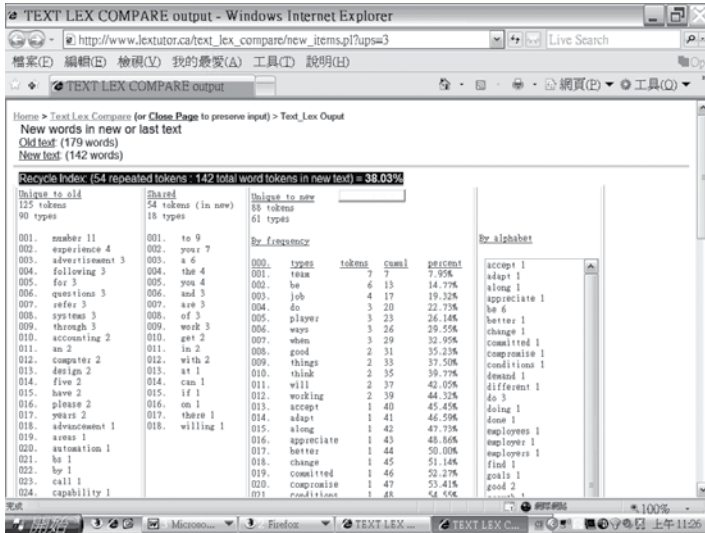 TEXT LEX COMPARE output - Windows Internet Explorer
http://www.lextutor.ca/text_lex_compare/new_items.pl?ups=3
Live Search
檔案(F) 編輯(E) 檢視(V) 我的最愛(A) 工具(T) 說明(H)
TEXT LEX COMPARE output
網頁(P) 工具(O)
Home > Text Lex Compare (or Close Page to preserve input) > Text_Lex Ouput
New words in new or last text
Old text: (179 words)
New text: (142 words)
Recycle Index: (54 repeated tokens : 142 total word tokens in new text) = 38.03%
Unique to old
125 tokens
90 types
001. number 11
002. experience 4
003. advertisement 3
004. following 3
005. for 3
006. questions 3
007. refer 3
008. systems 3
009. through 3
010. accounting 2
011. an 2
012. computer 2
013. design 2
014. five 2
015. have 2
016. please 2
017. years 2
018. advancement 1
019. areas 1
020. automation 1
021. bs 1
022. by 1
023. call 1
024. capability 1
Shared
54 tokens (in new)
18 types
001. to 9
002. your 7
003. a 6
004. the 4
005. you 4
006. and 3
007. are 3
008. of 3
009. work 3
010. get 2
011. in 2
012. with 2
013. at 1
014. can 1
015. if 1
016. on 1
017. there 1
018. willing 1
Unique to new
88 tokens
61 types
By frequency
000. types tokens cumul percent
001. team 7 7 7.95%
002. be 6 13 14.77%
003. job 4 17 19.32%
004. do 3 20 22.73%
005. player 3 23 26.14%
006. ways 3 26 29.55%
007. when 3 29 32.95%
008. good 2 31 35.23%
009. things 2 33 37.50%
010. think 2 35 39.77%
011. will 2 37 42.05%
012. working 2 39 44.32%
013. accept 1 40 45.45%
014. adapt 1 41 46.59%
015. along 1 42 47.73%
016. appreciate 1 43 48.86%
017. better 1 44 50.00%
018. change 1 45 51.14%
019. committed 1 46 52.27%
020. compromise 1 47 53.41%
021. conditions 1 48 54.55%
By alphabet
accept 1
adapt 1
along 1
appreciate 1
be 6
better 1
change 1
committed 1
compromise 1
conditions 1
demand 1
different 1
do 3
doing 1
done 1
employees 1
employer 1
employers 1
find 1
goals 1
good 2
完成
100%
開始
Microso...
Firefox
TEXT LEX ...
TEXT LEX C...
上午 11:26